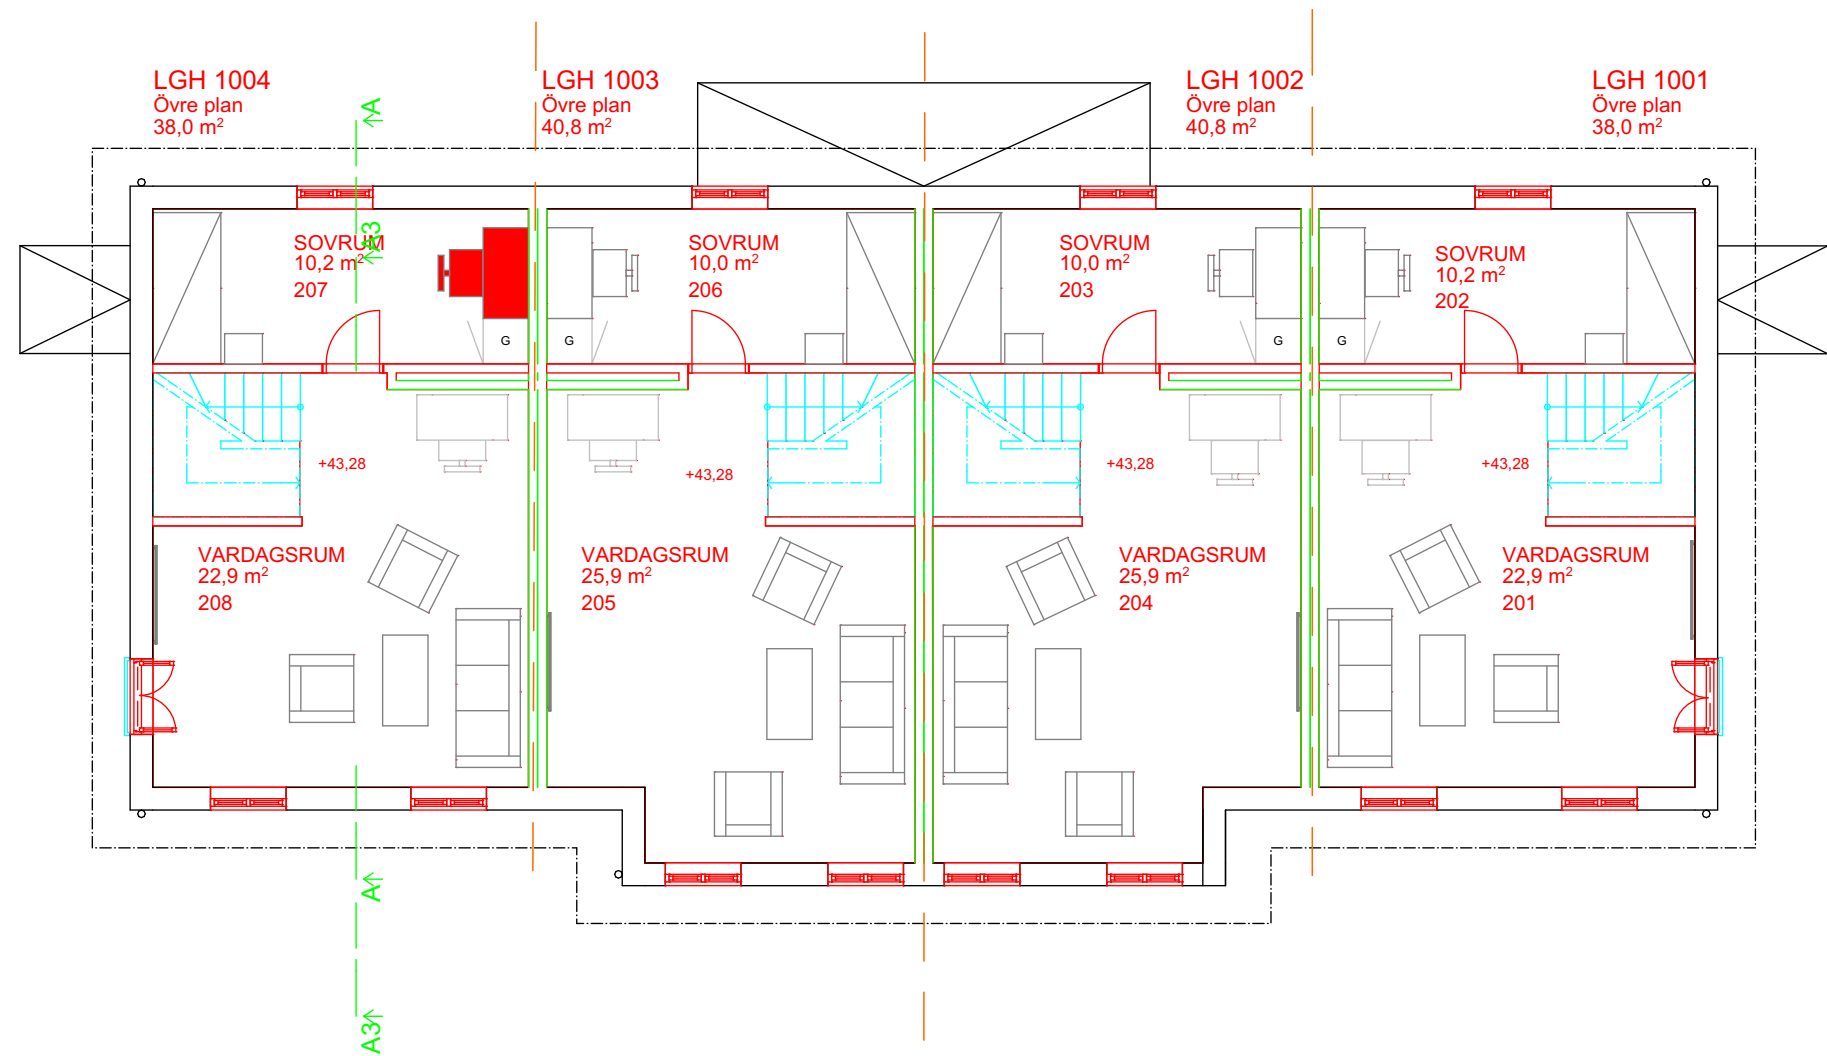 LGH 1004
Övre plan
38,0 m²
LGH 1003
Övre plan
40,8 m²
LGH 1002
Övre plan
40,8 m²
LGH 1001
Övre plan
38,0 m²
A
A3
SOVRUM
10,2 m²
207
SOVRUM
10,0 m²
206
SOVRUM
10,0 m²
203
SOVRUM
10,2 m²
202
G
G
G
G
+43,28
+43,28
+43,28
+43,28
VARDAGSRUM
22,9 m²
208
VARDAGSRUM
25,9 m²
205
VARDAGSRUM
25,9 m²
204
VARDAGSRUM
22,9 m²
201
A
A3